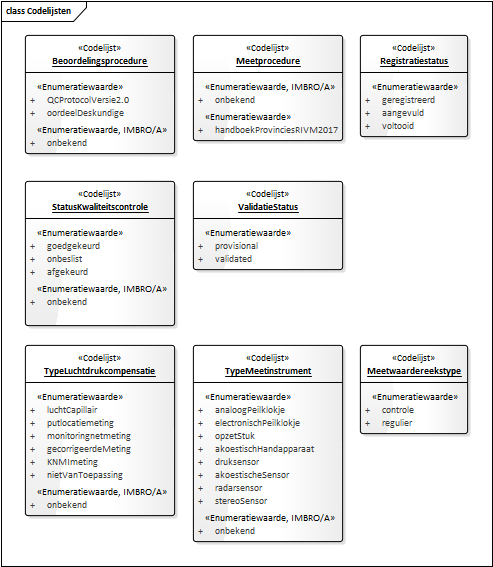 class Codelijsten
«Codelijst»
Beoordelingsprocedure
«Enumeratiewaarde»
+ QCProtocolVersie2.0
+ oordeelDeskundige
«Enumeratiewaarde, IMBRO/A»
+ onbekend
«Codelijst»
Meetprocedure
«Enumeratiewaarde, IMBRO/A»
+ onbekend
«Enumeratiewaarde»
+ handboekProvinciesRIVM2017
«Codelijst»
Registratiestatus
«Enumeratiewaarde»
+ geregistreerd
+ aangevuld
+ voltooid
«Codelijst»
StatusKwaliteitscontrole
«Enumeratiewaarde»
+ goedgekeurd
+ onbeslist
+ afgekeurd
«Enumeratiewaarde, IMBRO/A»
+ onbekend
«Codelijst»
ValidatieStatus
«Enumeratiewaarde»
+ provisional
+ validated
«Codelijst»
TypeLuchtdrukcompensatie
«Enumeratiewaarde»
+ luchtCapillair
+ putlocatiemeting
+ monitoringnetmeting
+ gecorrigeerdeMeting
+ KNMImeting
+ nietVanToepassing
«Enumeratiewaarde, IMBRO/A»
+ onbekend
«Codelijst»
TypeMeetinstrument
«Enumeratiewaarde»
+ analoogPeilklokje
+ electronischPeilklokje
+ opzetStuk
+ akoestischHandapparaat
+ druksensor
+ akoestischeSensor
+ radarsensor
+ stereoSensor
«Enumeratiewaarde, IMBRO/A»
+ onbekend
«Codelijst»
Meetwaardereekstype
«Enumeratiewaarde»
+ controle
+ regulier